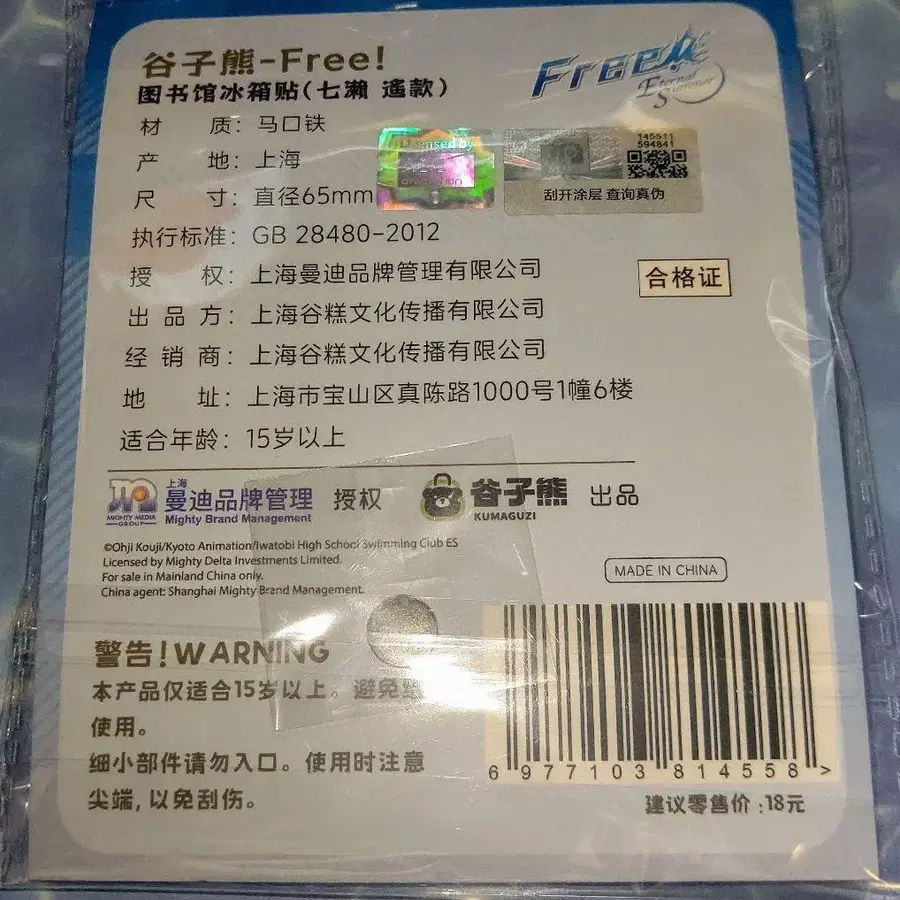 谷子熊-Free!
图书馆冰箱贴(七濑 遥款)
Free!
Eternal Summer
材 质: 马口铁
产 地: 上海
尺 寸: 直径65mm
Licensed by
145511
594841
刮开涂层 查询真伪
执行标准: GB 28480-2012
授 权: 上海曼迪品牌管理有限公司
合格证
出 品 方: 上海谷糕文化传播有限公司
经 销 商: 上海谷糕文化传播有限公司
地 址: 上海市宝山区真陈路1000号1幢6楼
适合年龄: 15岁以上
MIGHTY MEDIA GROUP
上海
曼迪品牌管理 授权
Mighty Brand Management
谷子熊 出品
KUMAGUZI
©Ohji Kouji/Kyoto Animation/Iwatobi High School Swimming Club ES
Licensed by Mighty Delta Investments Limited.
For sale in Mainland China only.
China agent: Shanghai Mighty Brand Management.
MADE IN CHINA
警告!WARNING
本产品仅适合15岁以上。避免
使用。
细小部件请勿入口。使用时注意
尖端,以免刮伤。
6 977103 814558 >
建议零售价:18元